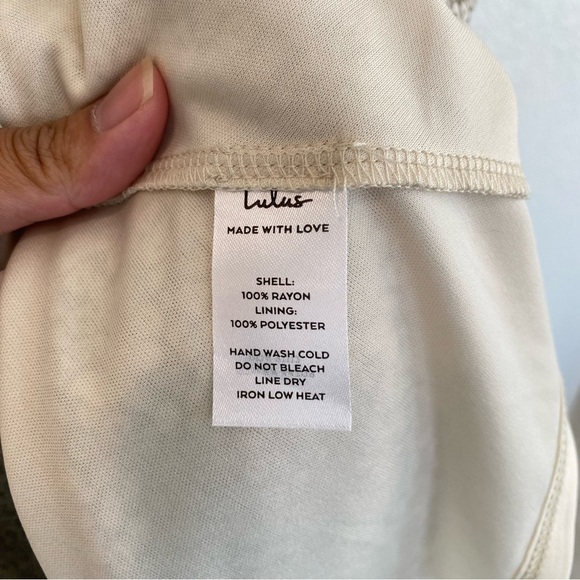 Lulus
MADE WITH LOVE
SHELL:
100% RAYON
LINING:
100% POLYESTER
HAND WASH COLD
DO NOT BLEACH
LINE DRY
IRON LOW HEAT